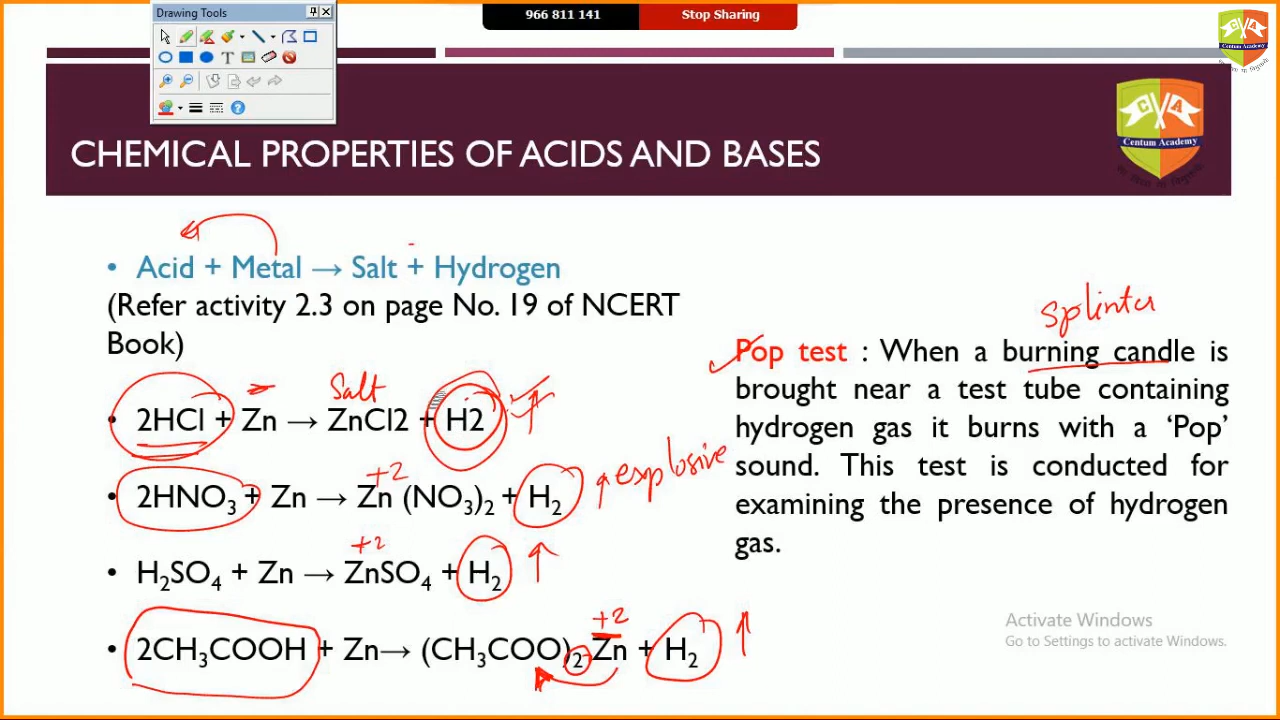 Drawing Tools
966 811 141
Stop Sharing
Centum Academy
CHEMICAL PROPERTIES OF ACIDS AND BASES
C A
Centum Academy
• Acid + Metal → Salt + Hydrogen
(Refer activity 2.3 on page No. 19 of NCERT
Book)
Salt
• 2HCl + Zn → ZnCl2 + H2 ↑
+2
• 2HNO₃ + Zn → Zn (NO₃)₂ + H₂ ↑ explosive
+2
• H₂SO₄ + Zn → ZnSO₄ + H₂ ↑
+2
• 2CH₃COOH + Zn→ (CH₃COO)₂ Zn + H₂ ↑
splinter
Pop test : When a burning candle is
brought near a test tube containing
hydrogen gas it burns with a ‘Pop’
sound. This test is conducted for
examining the presence of hydrogen
gas.
Activate Windows
Go to Settings to activate Windows.